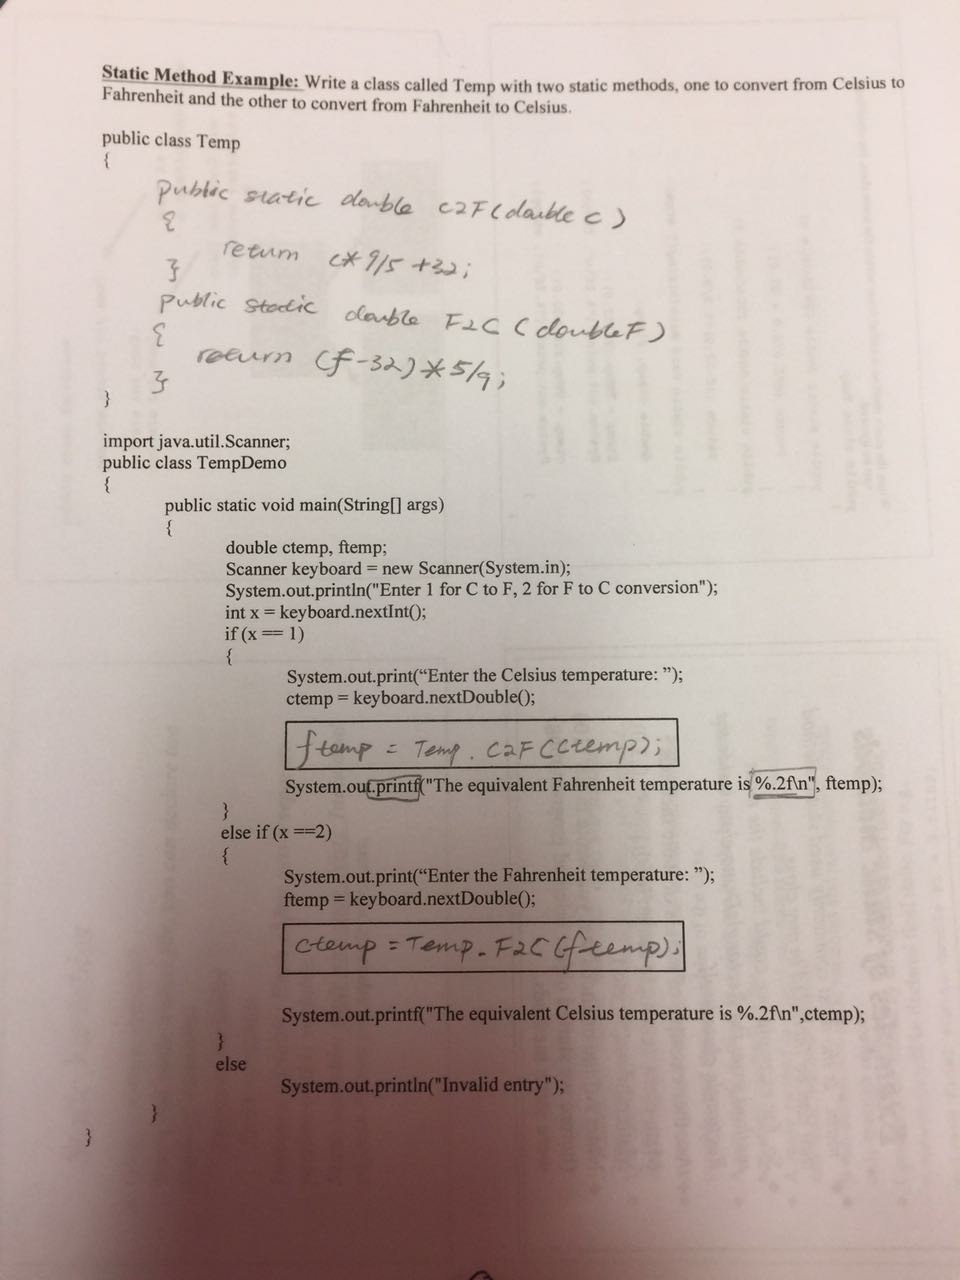 Static Method Example: Write a class called Temp with two static methods, one to convert from Celsius to
Fahrenheit and the other to convert from Fahrenheit to Celsius.
public class Temp
{
public static double C2F(double c)
{
return c* 9/5 +32;
}
public static double F2C (double F)
{
return (f-32)*5/9;
}
}
import java.util.Scanner;
public class TempDemo
{
public static void main(String[] args)
{
double ctemp, ftemp;
Scanner keyboard = new Scanner(System.in);
System.out.println("Enter 1 for C to F, 2 for F to C conversion");
int x = keyboard.nextInt();
if (x == 1)
{
System.out.print(“Enter the Celsius temperature: ”);
ctemp = keyboard.nextDouble();
ftemp = Temp. C2F (Ctemp);
System.out.printf("The equivalent Fahrenheit temperature is %.2f\n", ftemp);
}
else if (x ==2)
{
System.out.print(“Enter the Fahrenheit temperature: ”);
ftemp = keyboard.nextDouble();
Ctemp = Temp. F2C (ftemp);
System.out.printf("The equivalent Celsius temperature is %.2f\n",ctemp);
}
else
System.out.println("Invalid entry");
}
}